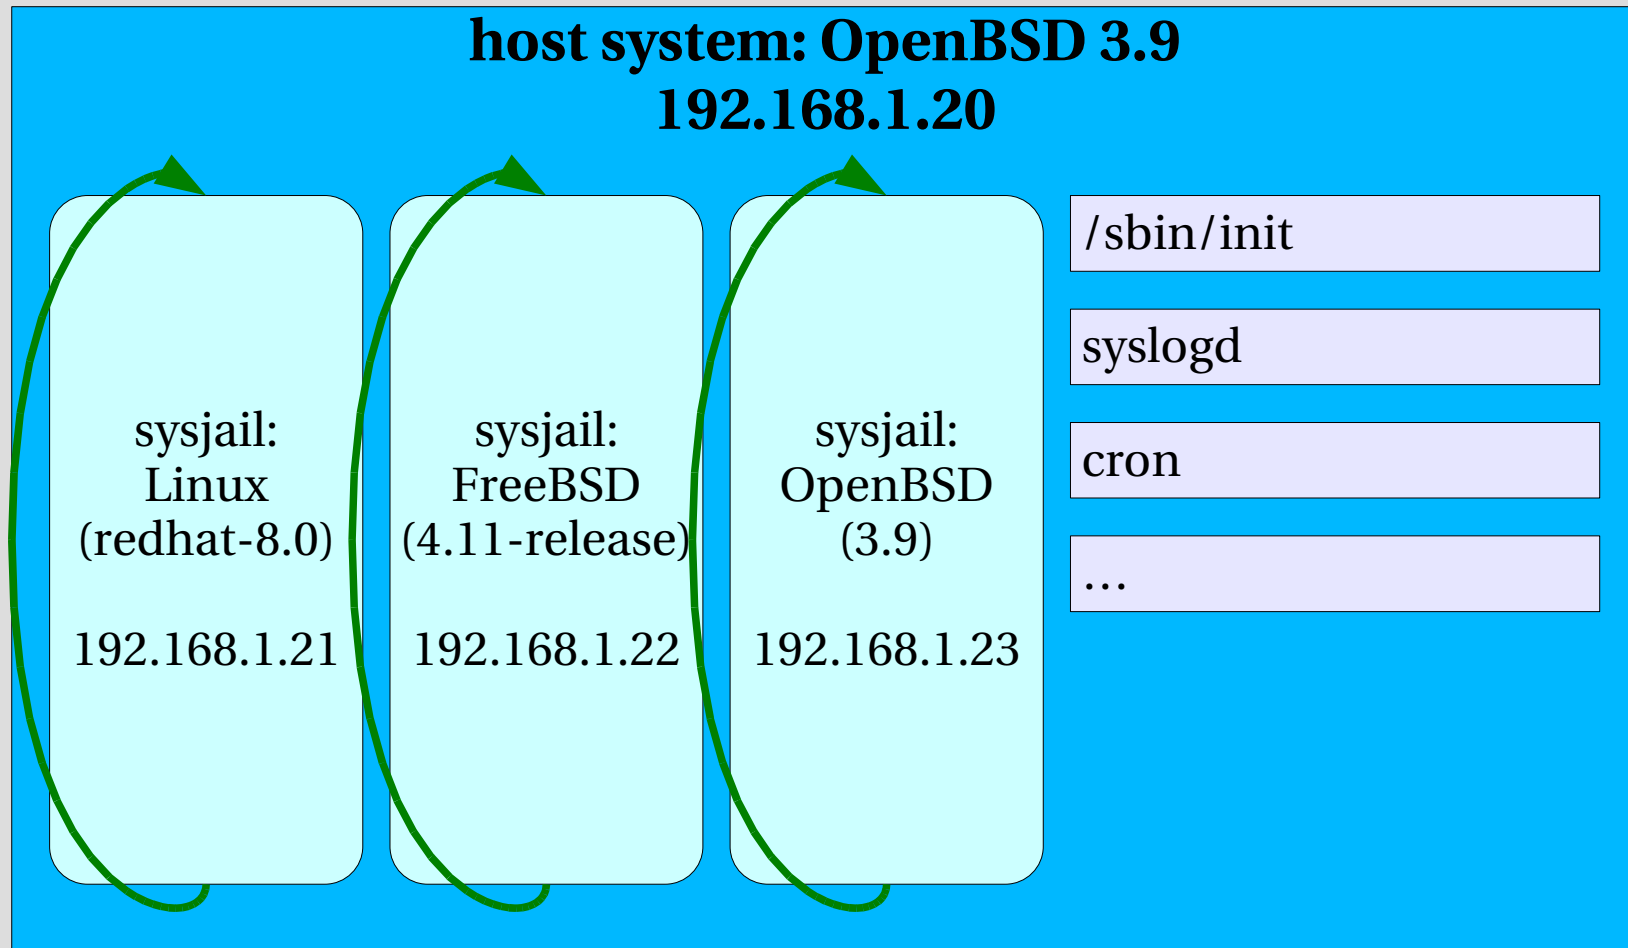 host system: OpenBSD 3.9
192.168.1.20
sysjail:
Linux
(redhat-8.0)
192.168.1.21
sysjail:
FreeBSD
(4.11-release)
192.168.1.22
sysjail:
OpenBSD
(3.9)
192.168.1.23
/sbin/init
syslogd
cron
...